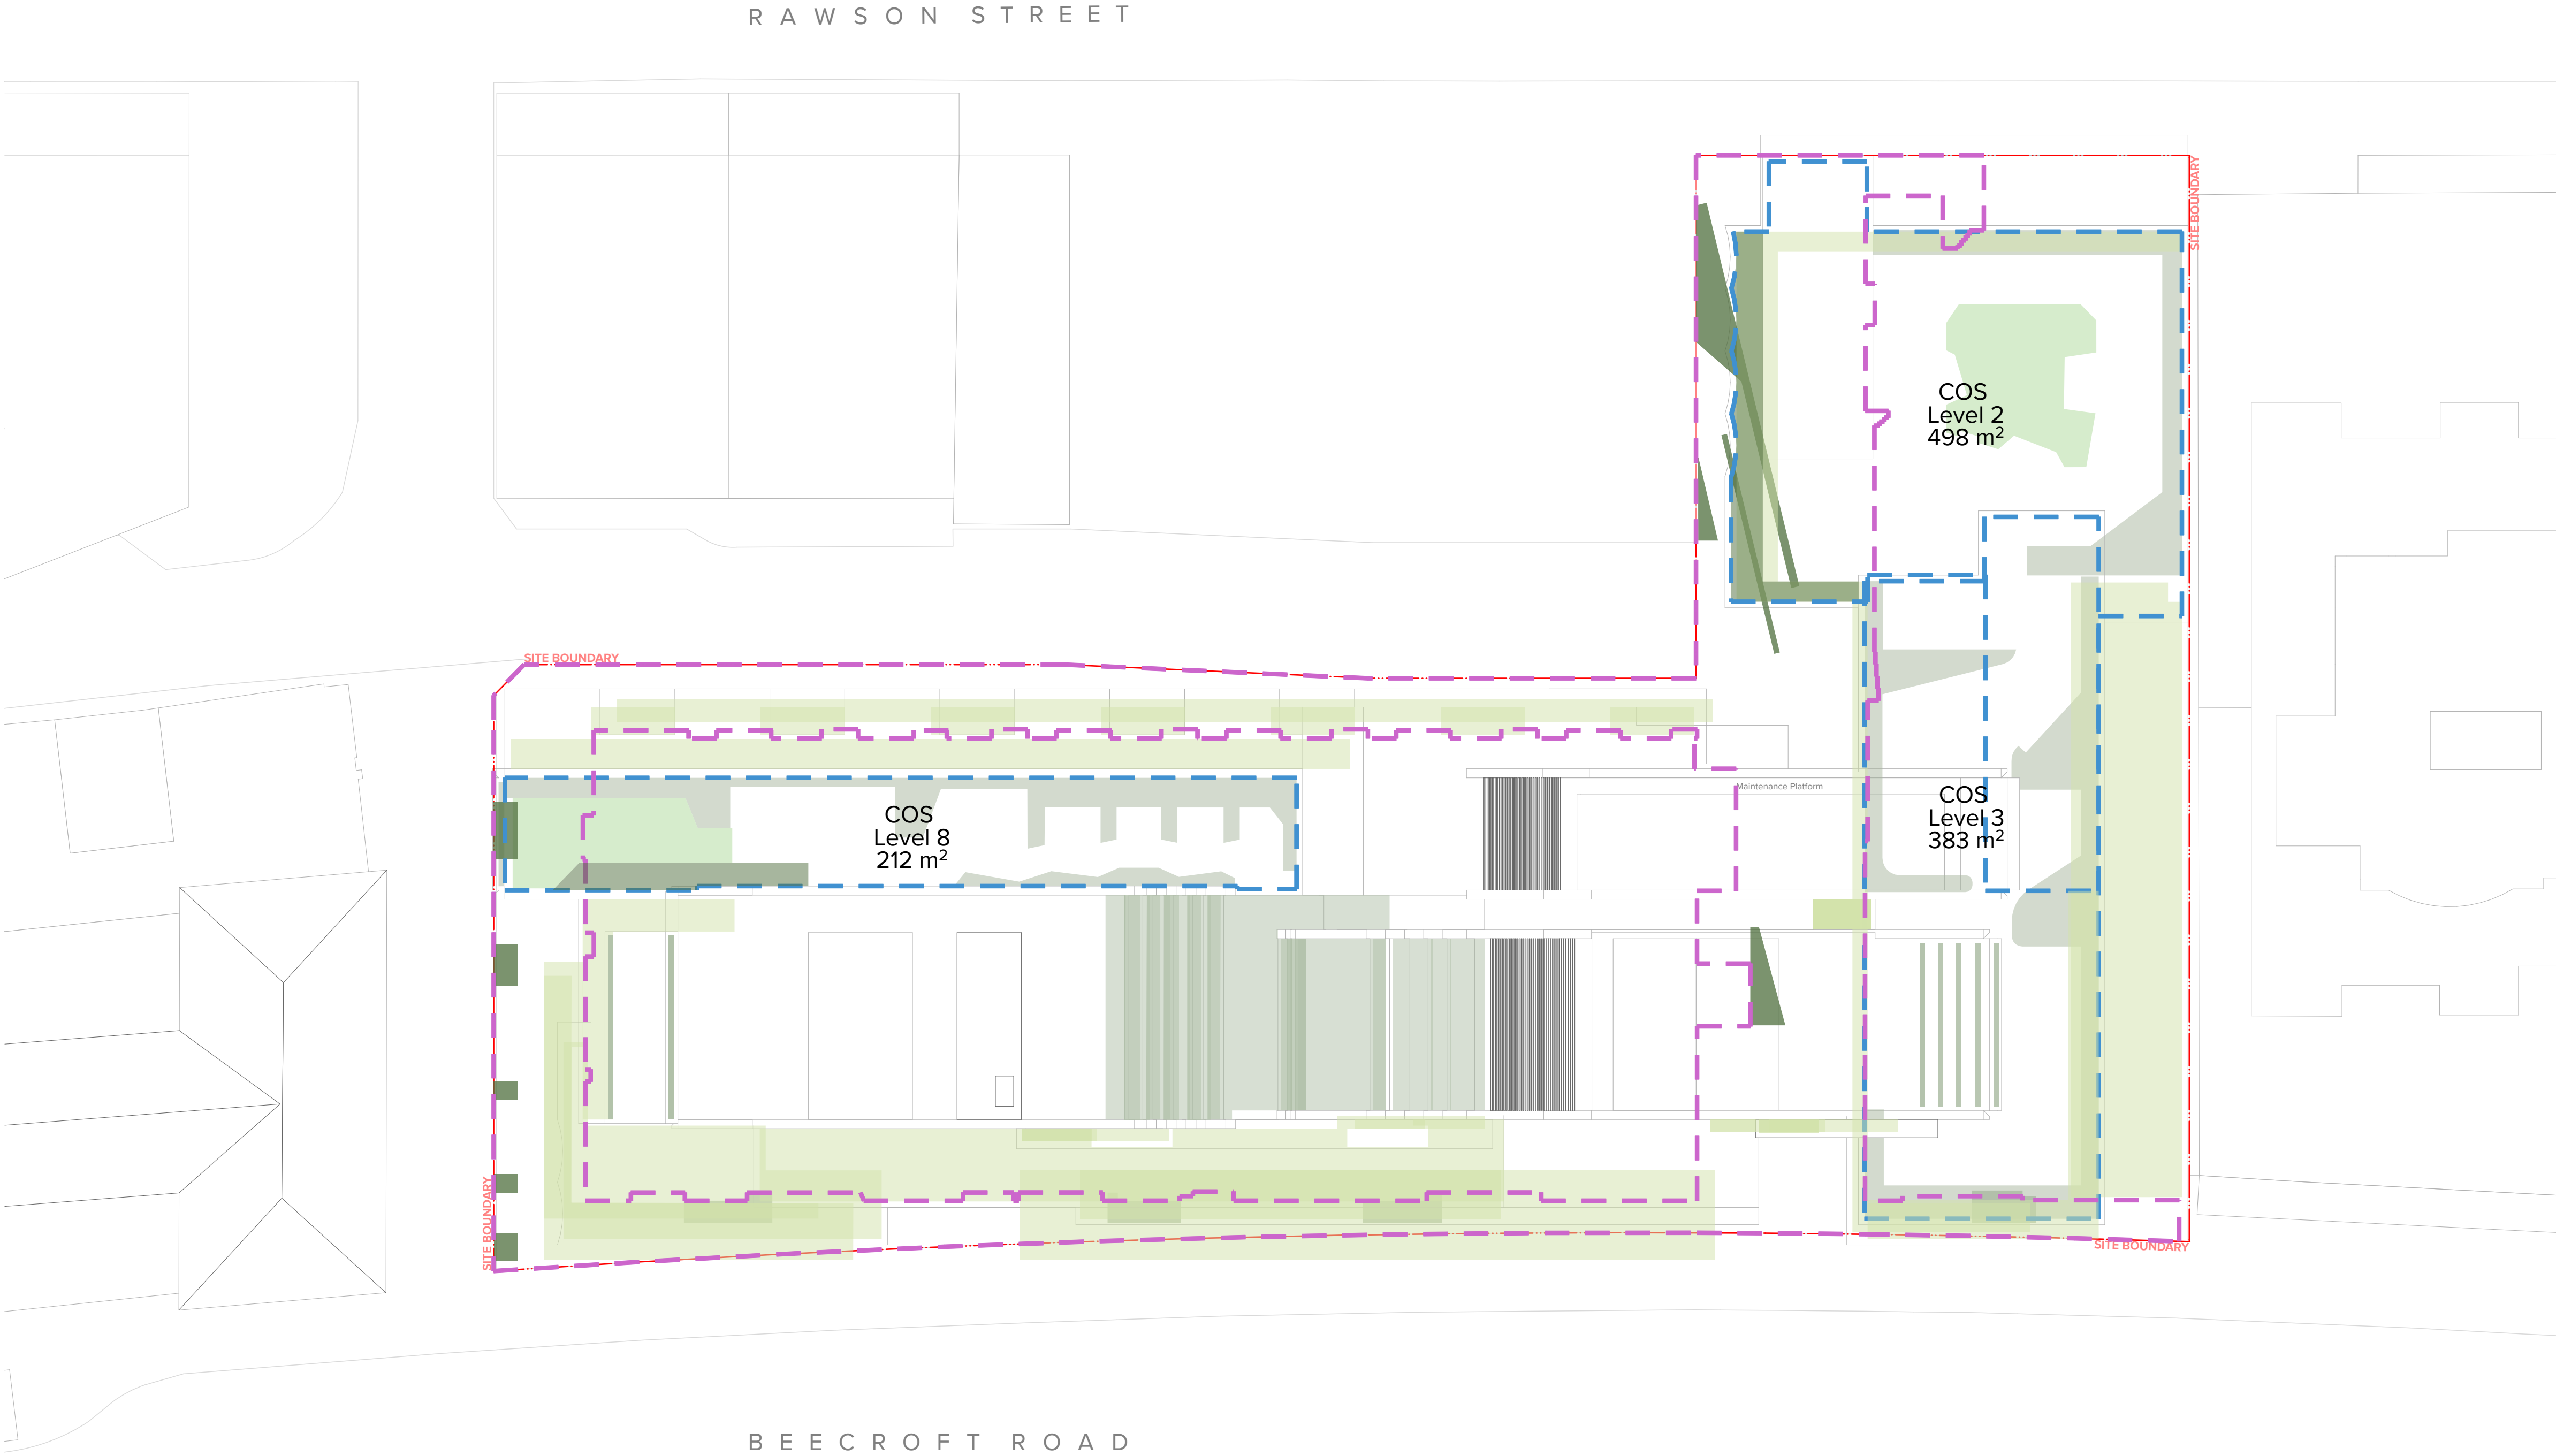 RAWSON STREET
SITE BOUNDARY
COS
Level 2
498 m²
SITE BOUNDARY
Maintenance Platform
COS
Level 3
383 m²
COS
Level 8
212 m²
SITE BOUNDARY
SITE BOUNDARY
BEECROFT ROAD